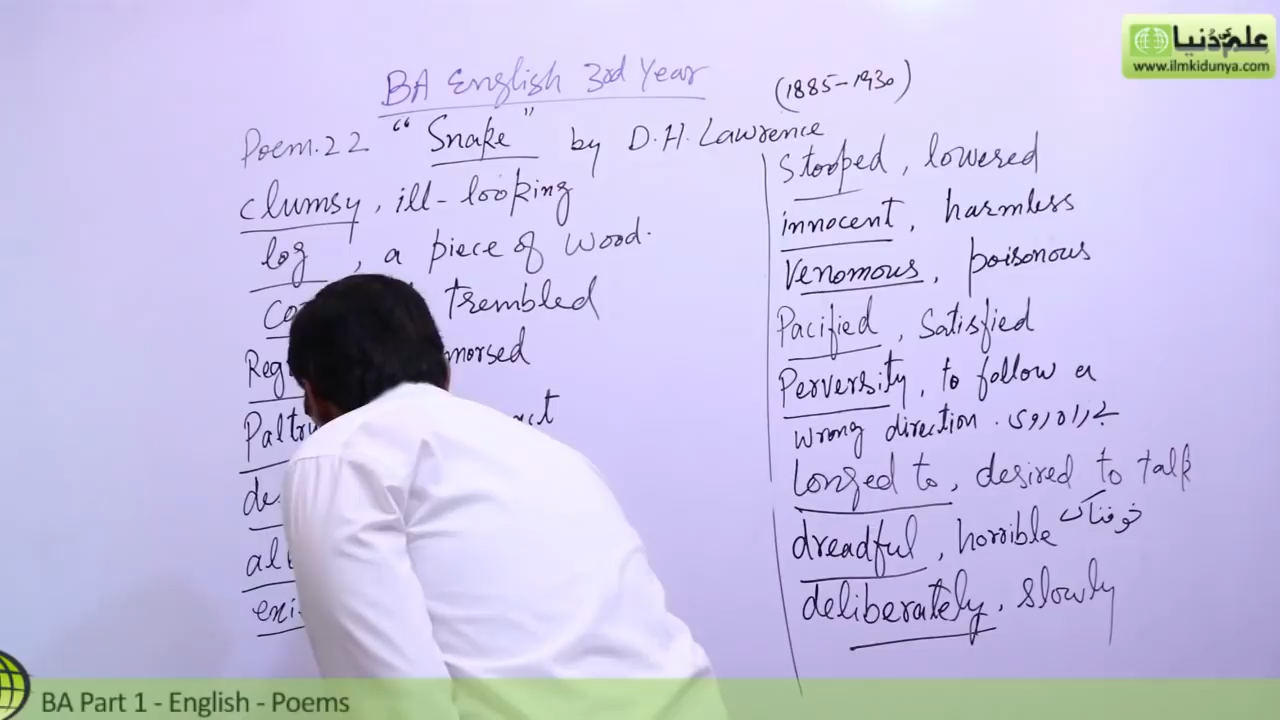 علم کی دنیا
www.ilmkidunya.com
BA English 3rd Year
(1885-1930)
Poem.22 "Snake" by D.H. Lawrence
clumsy, ill-looking
log, a piece of wood.
trembled
Stooped, lowered
innocent, harmless
Venomous, poisonous
Pacified, Satisfied
Perversity, to follow a
wrong direction. بے راہ روی
Longed to, desired to talk
dreadful, horrible خوفناک
deliberately, slowly
BA Part 1 - English - Poems